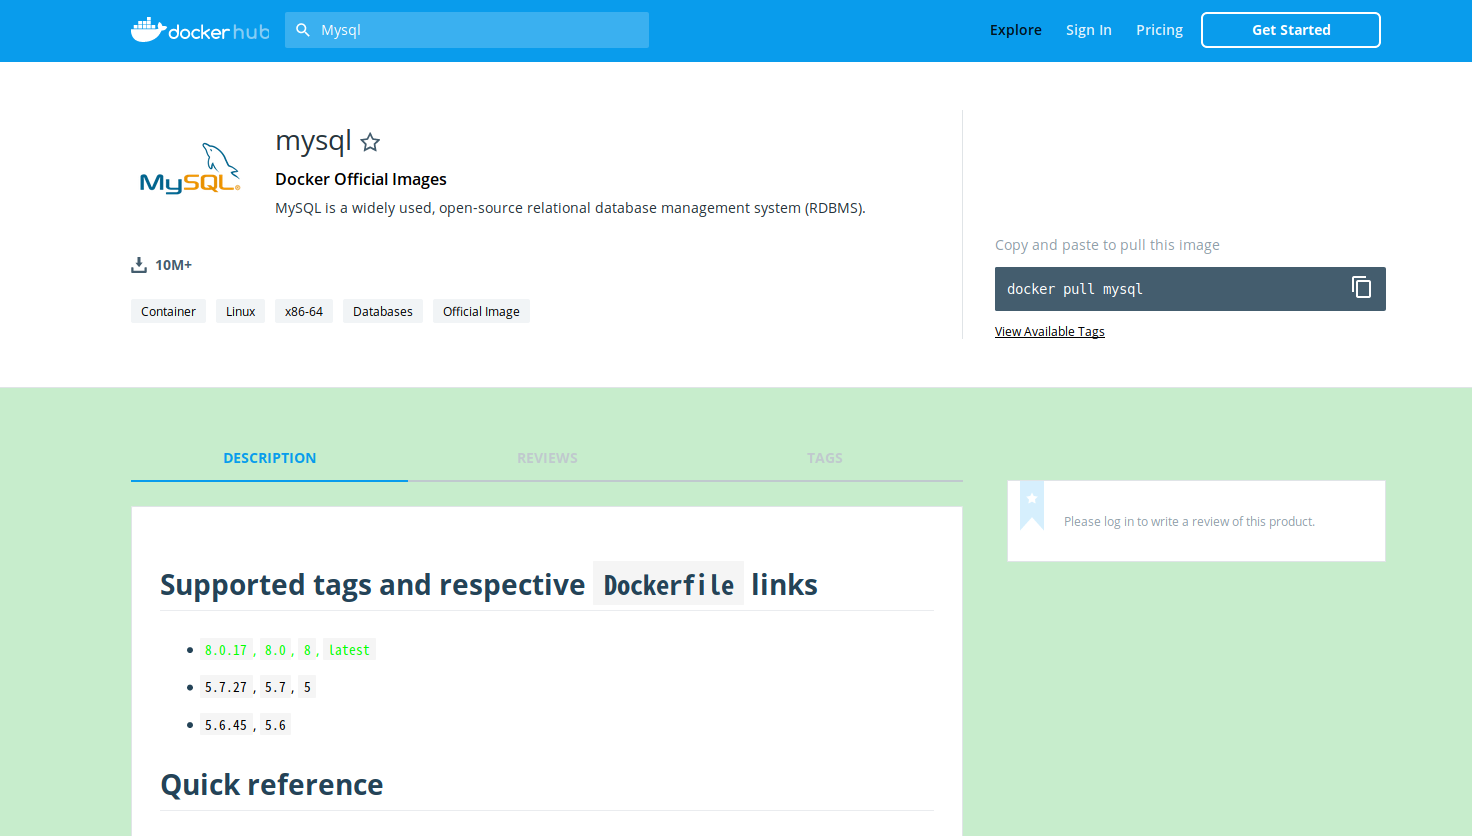 docker hub
Mysql
Explore
Sign In
Pricing
Get Started
MySQL®
mysql
Docker Official Images
MySQL is a widely used, open-source relational database management system (RDBMS).
10M+
Container
Linux
x86-64
Databases
Official Image
Copy and paste to pull this image
docker pull mysql
View Available Tags
DESCRIPTION
REVIEWS
TAGS
Please log in to write a review of this product.
Supported tags and respective Dockerfile links
8.0.17, 8.0, 8, latest
5.7.27, 5.7, 5
5.6.45, 5.6
Quick reference